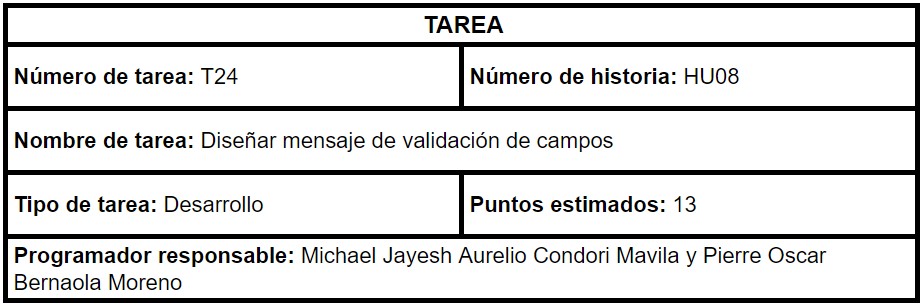 TAREA
Número de tarea: T24
Número de historia: HU08
Nombre de tarea: Diseñar mensaje de validación de campos
Tipo de tarea: Desarrollo
Puntos estimados: 13
Programador responsable: Michael Jayesh Aurelio Condori Mavila y Pierre Oscar
Bernaola Moreno